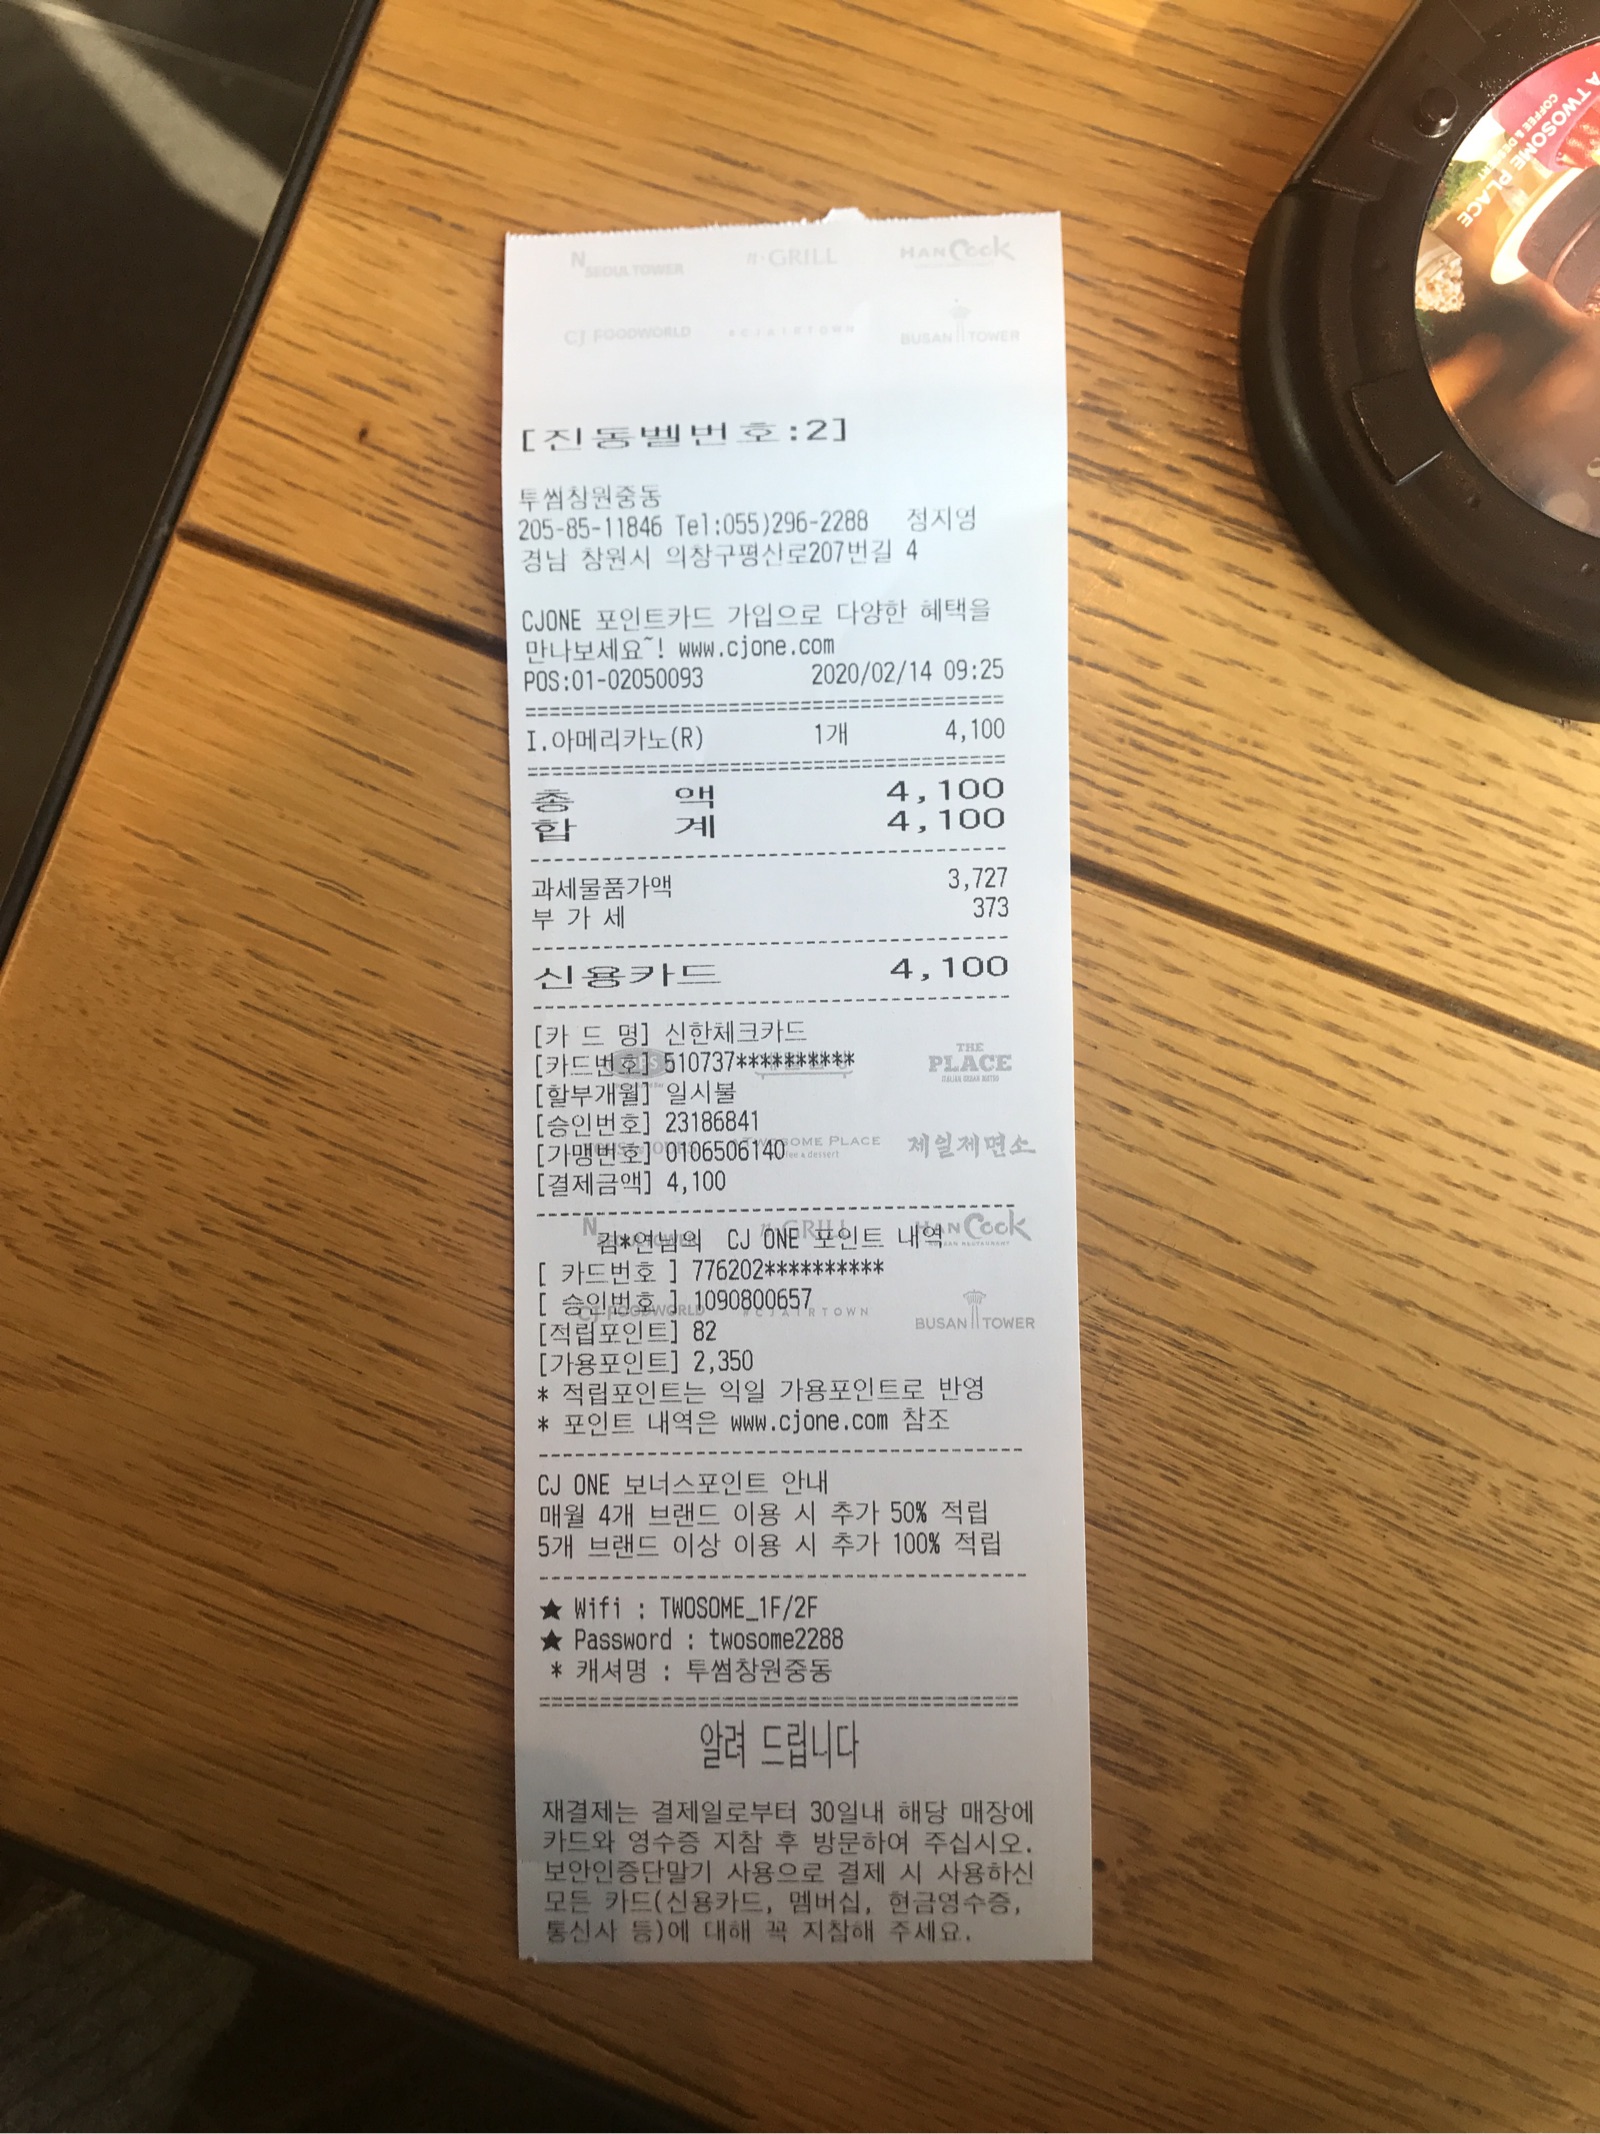 N SEOUL TOWER n·GRILL HANCook
CJ FOODWORLD #CJAIRTOWN BUSAN TOWER
[진동벨번호:2]
투썸창원중동
205-85-11846 Tel:055)296-2288 정지영
경남 창원시 의창구평산로207번길 4
CJONE 포인트카드 가입으로 다양한 혜택을
만나보세요~! www.cjone.com
POS:01-02050093 2020/02/14 09:25
I.아메리카노(R) 1개 4,100
총 액 4,100
합 계 4,100
과세물품가액 3,727
부 가 세 373
신용카드 4,100
[카 드 명] 신한체크카드
[카드번호] 510737**********
THE PLACE
[할부개월] 일시불
[승인번호] 23186841
[가맹번호] 0106506140
A TWOSOME PLACE 제일제면소
[결제금액] 4,100
김*연님의 CJ ONE 포인트 내역
N SEOUL TOWER n·GRILL HANCook
[ 카드번호 ] 776202**********
[ 승인번호 ] 1090800657
CJ FOODWORLD #CJAIRTOWN BUSAN TOWER
[적립포인트] 82
[가용포인트] 2,350
* 적립포인트는 익일 가용포인트로 반영
* 포인트 내역은 www.cjone.com 참조
CJ ONE 보너스포인트 안내
매월 4개 브랜드 이용 시 추가 50% 적립
5개 브랜드 이상 이용 시 추가 100% 적립
★ Wifi : TWOSOME_1F/2F
★ Password : twosome2288
* 캐셔명 : 투썸창원중동
알려 드립니다
재결제는 결제일로부터 30일내 해당 매장에
카드와 영수증 지참 후 방문하여 주십시오.
보안인증단말기 사용으로 결제 시 사용하신
모든 카드(신용카드, 멤버십, 현금영수증,
통신사 등)에 대해 꼭 지참해 주세요.
A TWOSOME PLACE
COFFEE & DESSERT